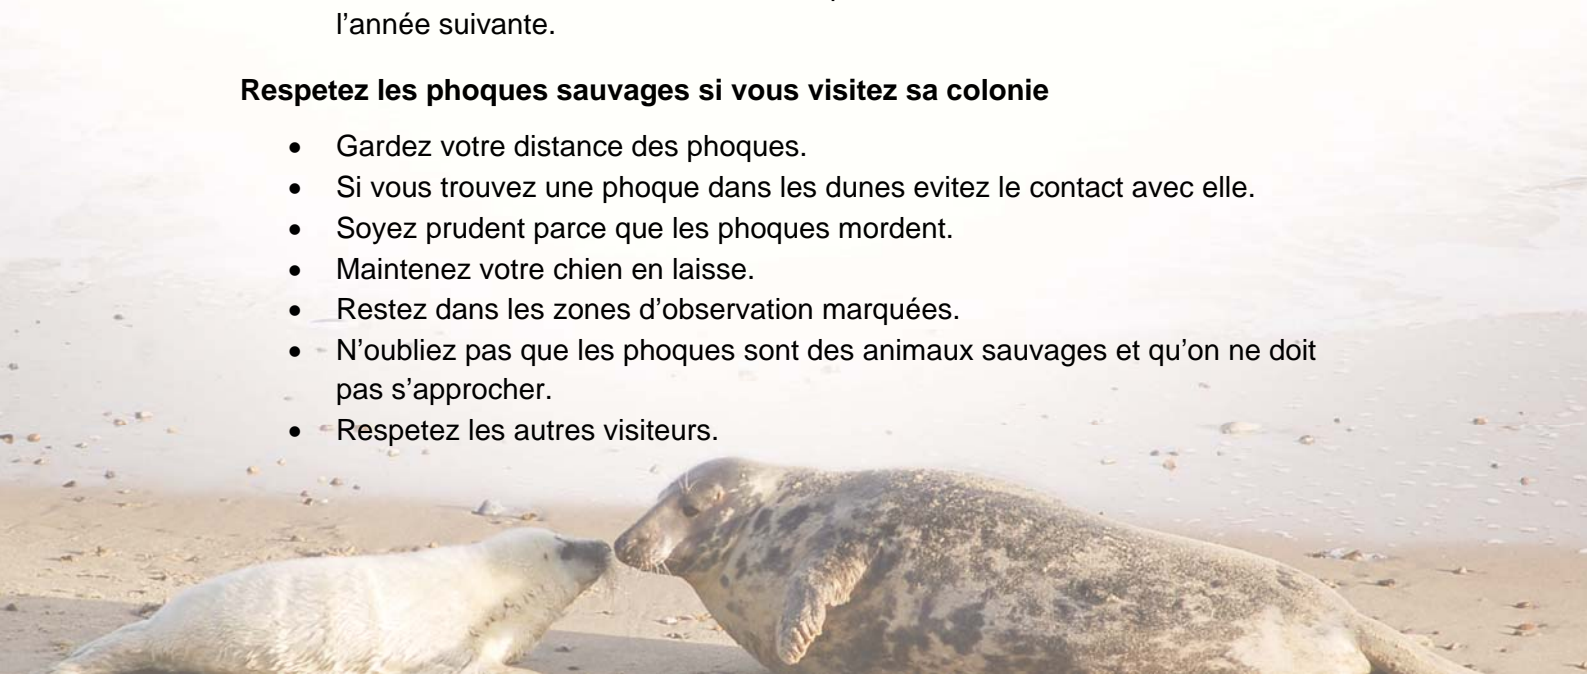 l’année suivante.
Respetez les phoques sauvages si vous visitez sa colonie
• Gardez votre distance des phoques.
• Si vous trouvez une phoque dans les dunes evitez le contact avec elle.
• Soyez prudent parce que les phoques mordent.
• Maintenez votre chien en laisse.
• Restez dans les zones d’observation marquées.
• N’oubliez pas que les phoques sont des animaux sauvages et qu’on ne doit
pas s’approcher.
• Respetez les autres visiteurs.